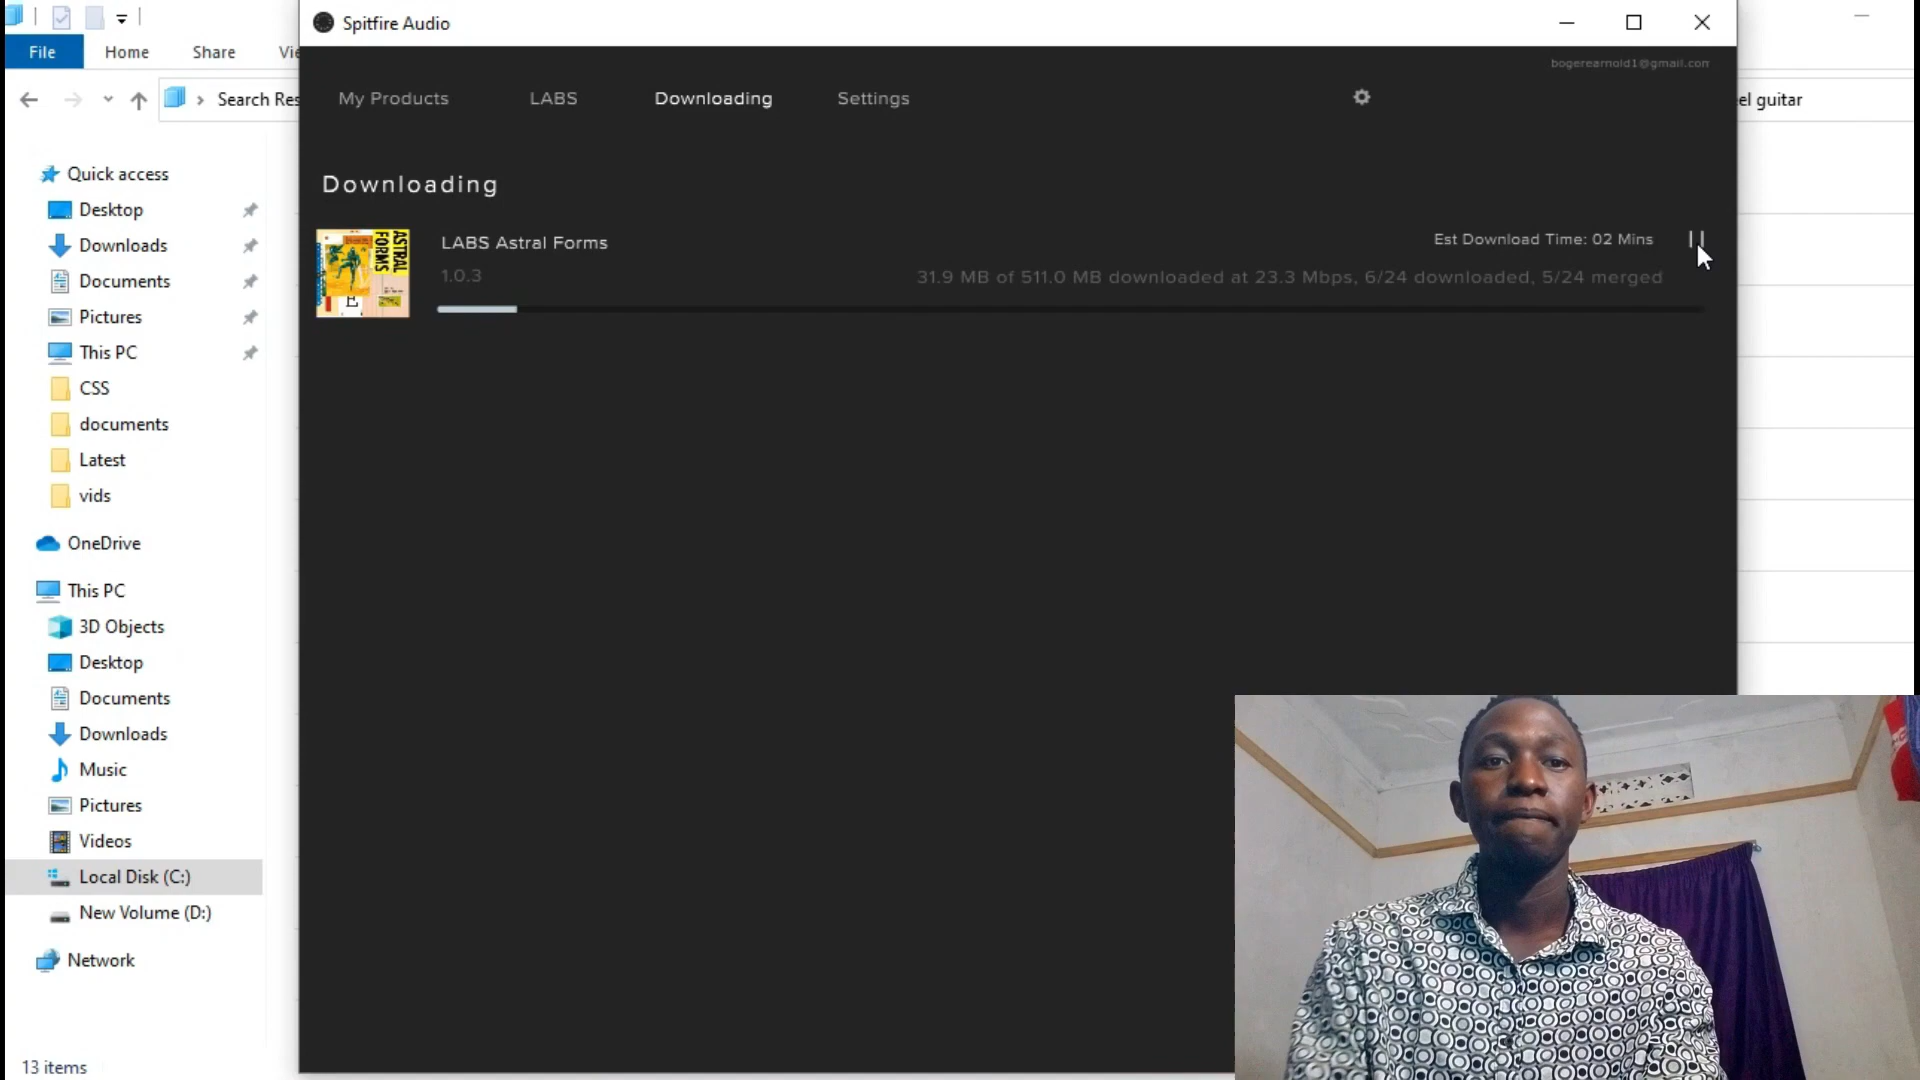 Spitfire Audio
File
Home
Share
Search Res
el guitar
bogerearnold1@gmail.com
My Products
LABS
Downloading
Settings
Downloading
ASTRAL FORMS
LABS Astral Forms
1.0.3
Est Download Time: 02 Mins
31.9 MB of 511.0 MB downloaded at 23.3 Mbps, 6/24 downloaded, 5/24 merged
Quick access
Desktop
Downloads
Documents
Pictures
This PC
CSS
documents
Latest
vids
OneDrive
This PC
3D Objects
Desktop
Documents
Downloads
Music
Pictures
Videos
Local Disk (C:)
New Volume (D:)
Network
13 items